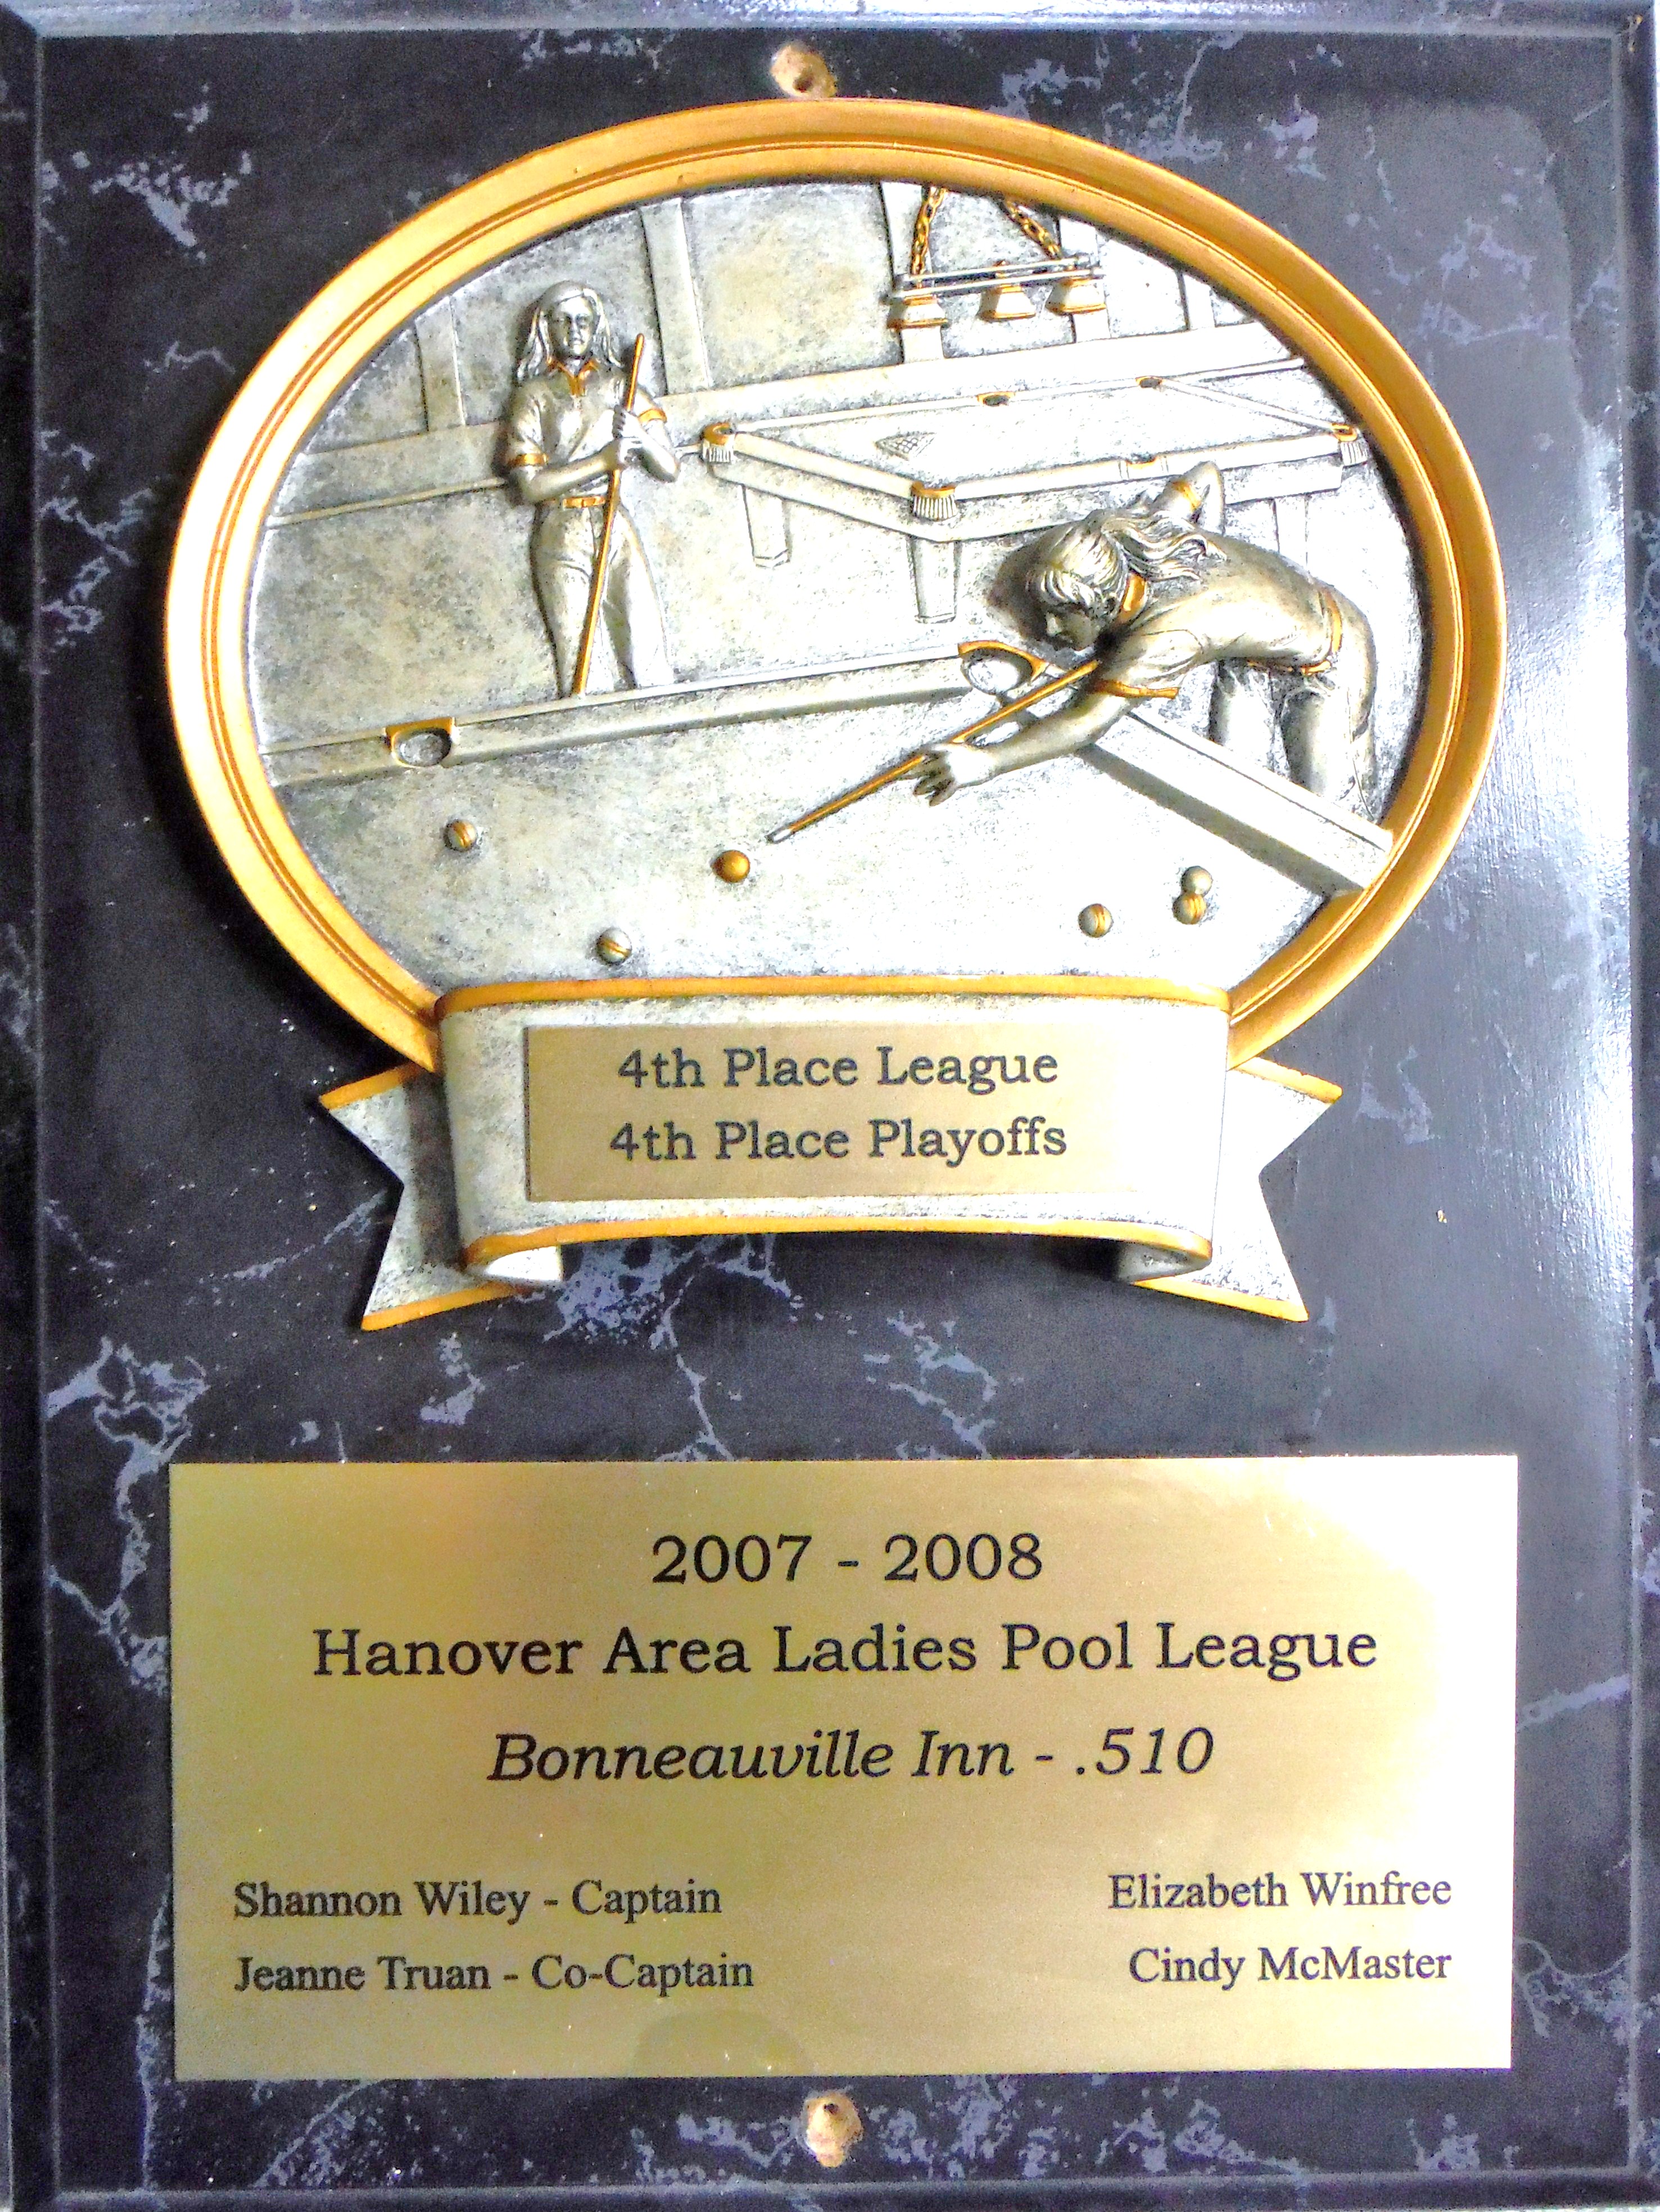 4th Place League
4th Place Playoffs
2007 - 2008
Hanover Area Ladies Pool League
Bonneauville Inn - .510
Shannon Wiley - Captain
Elizabeth Winfree
Jeanne Truan - Co-Captain
Cindy McMaster